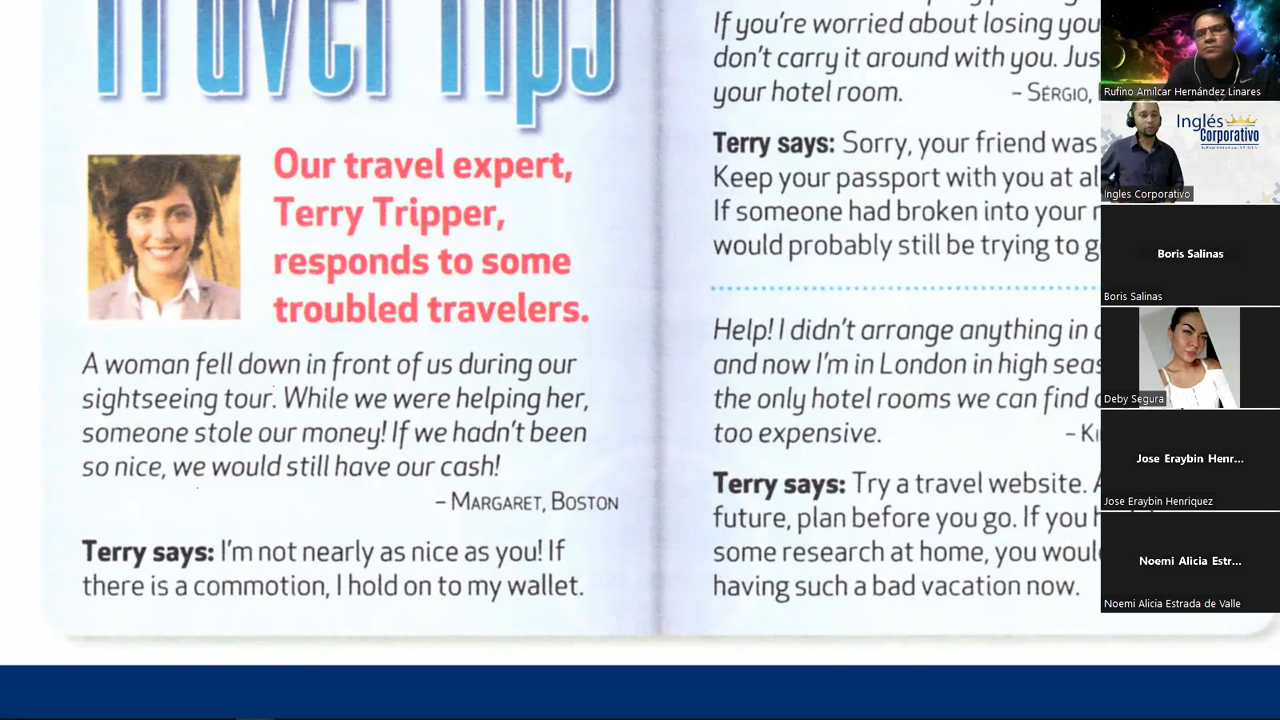 Travel Tips
Our travel expert,
Terry Tripper,
responds to some
troubled travelers.
A woman fell down in front of us during our
sightseeing tour. While we were helping her,
someone stole our money! If we hadn't been
so nice, we would still have our cash!
– MARGARET, BOSTON
Terry says: I'm not nearly as nice as you! If
there is a commotion, I hold on to my wallet.
If you're worried about losing you
don't carry it around with you. Jus
your hotel room.
– SÉRGIO,
Terry says: Sorry, your friend was
Keep your passport with you at al
If someone had broken into your
would probably still be trying to g
Help! I didn't arrange anything in
and now I'm in London in high seas
the only hotel rooms we can find
too expensive.
– Ki
Terry says: Try a travel website. A
future, plan before you go. If you h
some research at home, you woul
having such a bad vacation now.
Rufino Amílcar Hernández Linares
Inglés
Corporativo
Ingles Corporativo
Boris Salinas
Boris Salinas
Deby Segura
Jose Eraybin Henr...
Jose Eraybin Henriquez
Noemi Alicia Estr...
Noemi Alicia Estrada de Valle